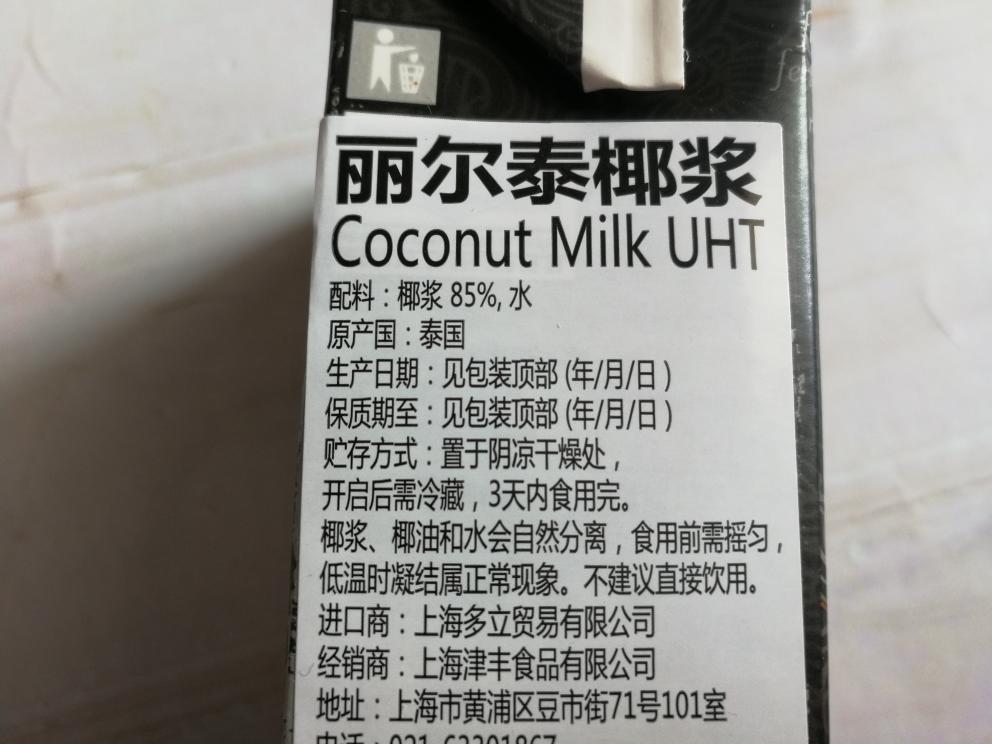 丽尔泰椰浆
Coconut Milk UHT
配料：椰浆 85%, 水
原产国：泰国
生产日期：见包装顶部 (年/月/日 )
保质期至：见包装顶部 (年/月/日 )
贮存方式：置于阴凉干燥处，
开启后需冷藏，3天内食用完。
椰浆、椰油和水会自然分离，食用前需摇匀，
低温时凝结属正常现象。不建议直接饮用。
进口商：上海多立贸易有限公司
经销商：上海津丰食品有限公司
地址：上海市黄浦区豆市街71号101室